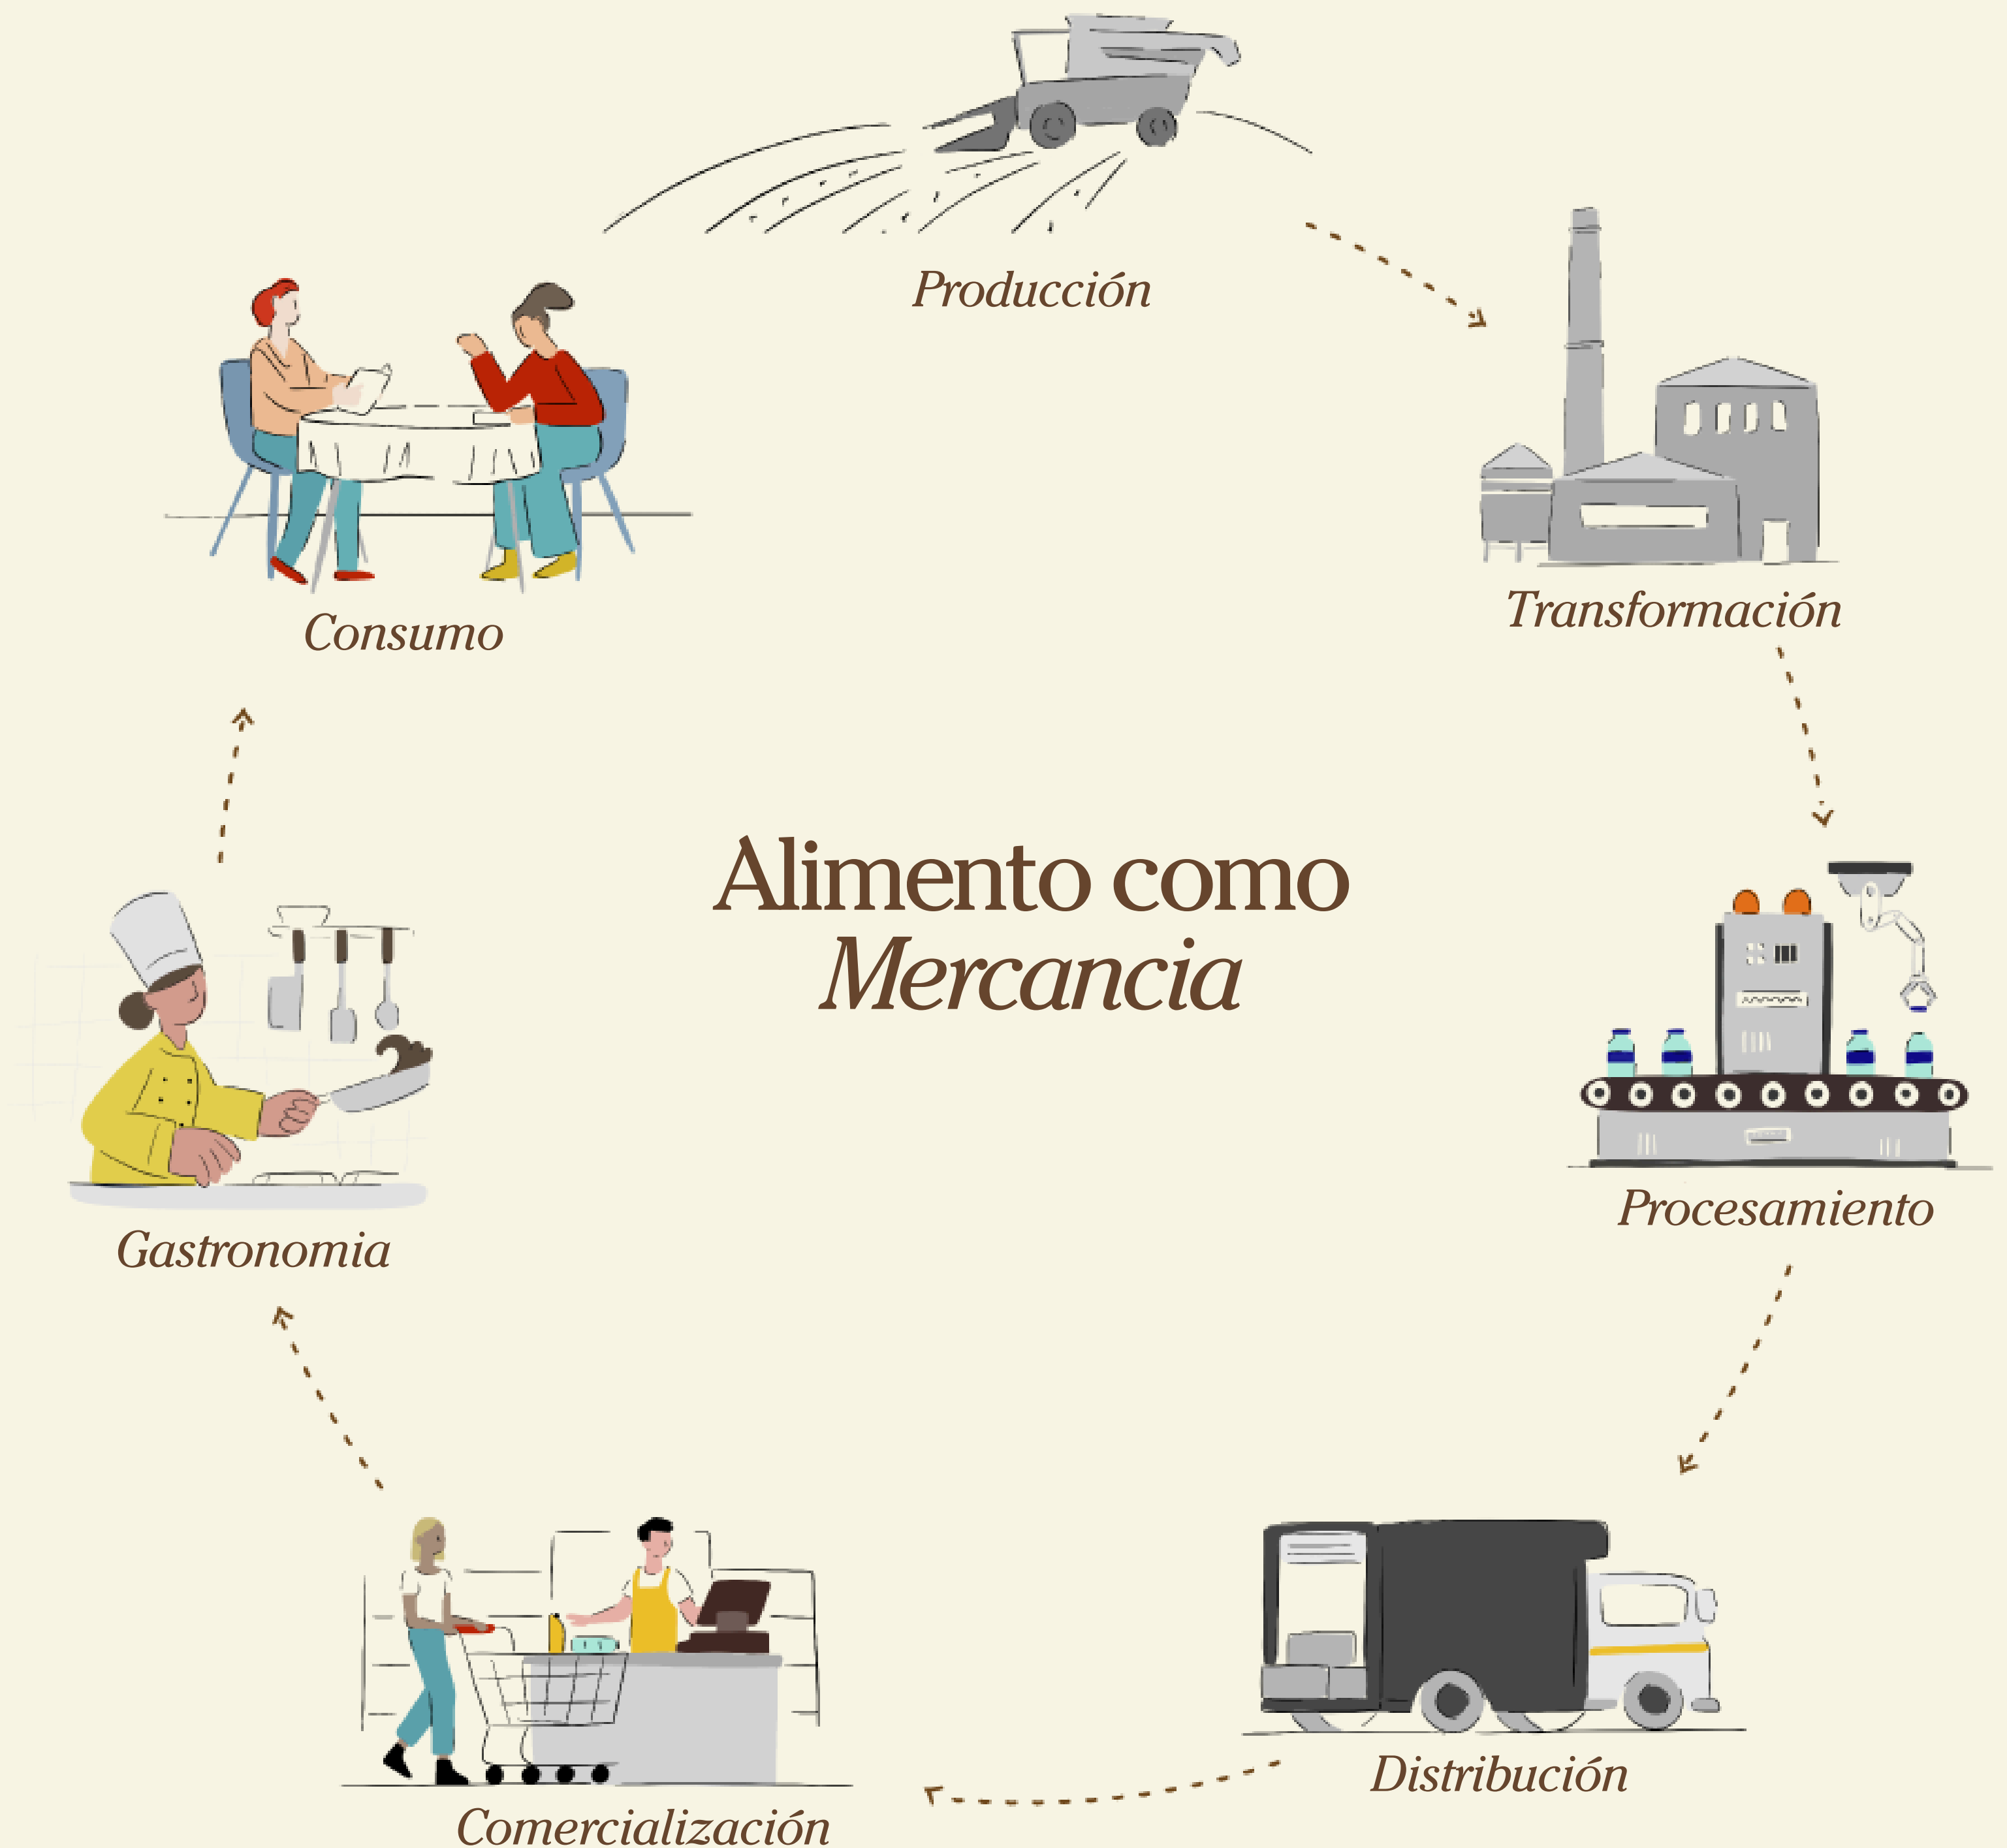 Producción
Transformación
Consumo
Alimento como
Mercancia
Procesamiento
Gastronomia
Distribución
Comercialización